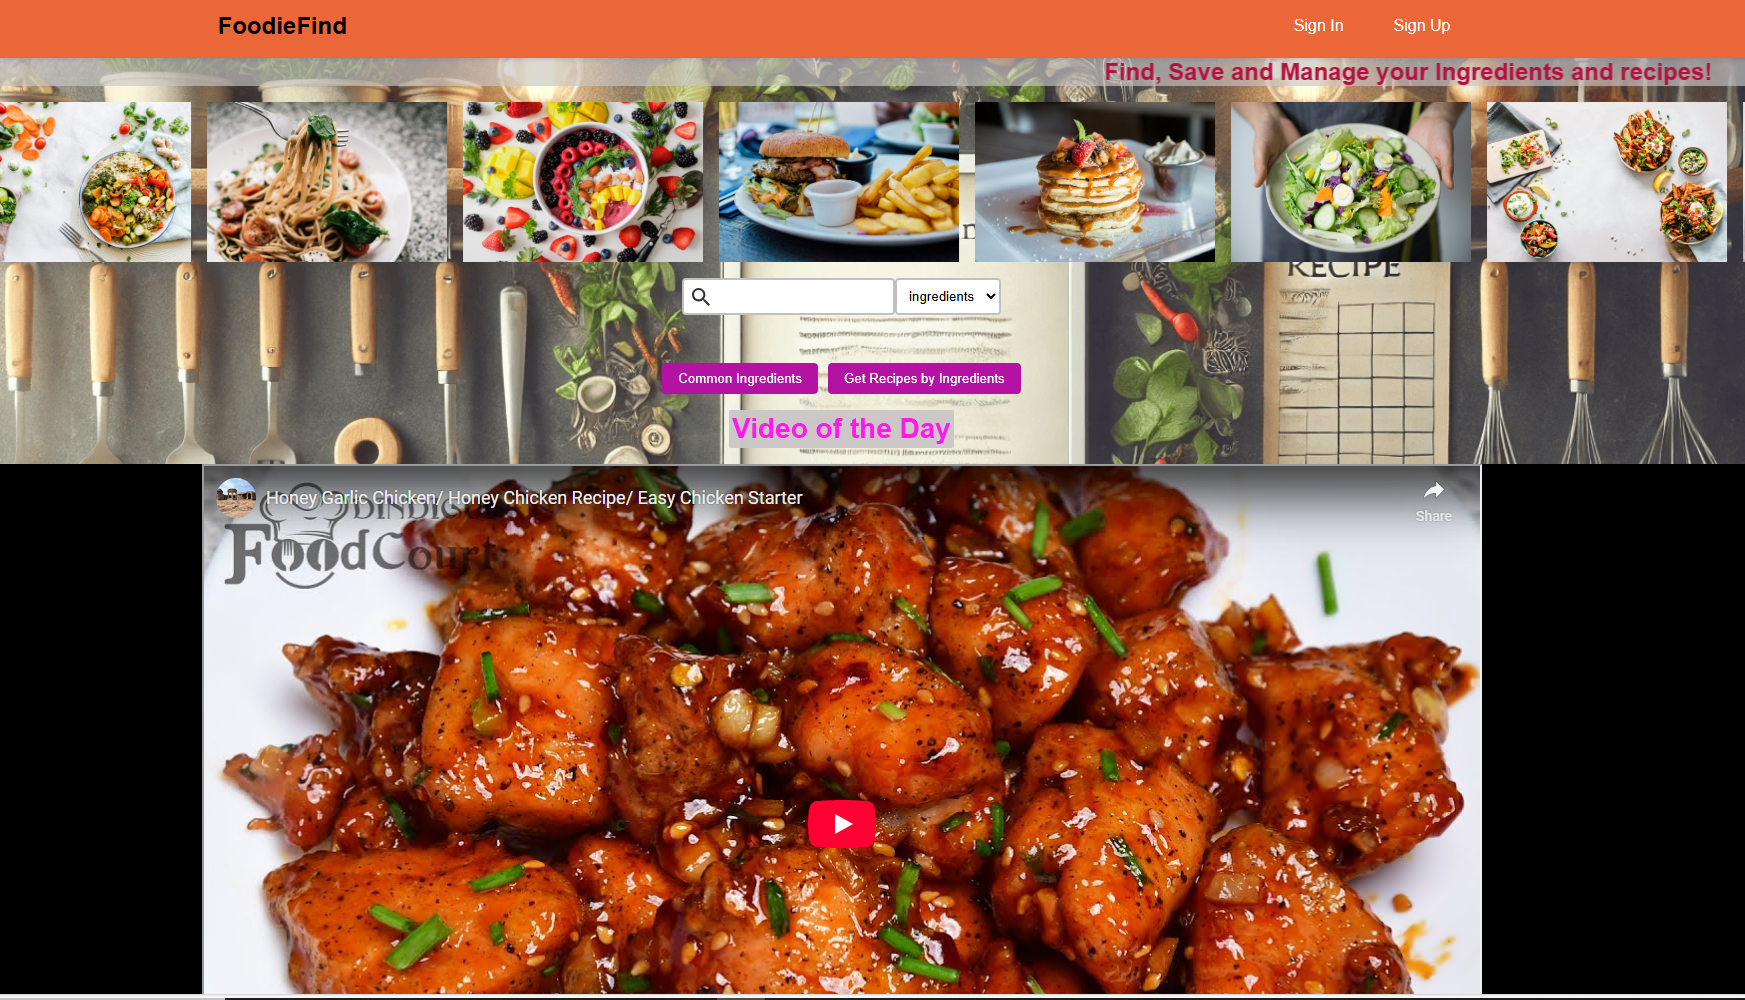 FoodieFind
Sign In
Sign Up
Find, Save and Manage your Ingredients and recipes!
RECIPE
ingredients
Common Ingredients
Get Recipes by Ingredients
Video of the Day
Honey Garlic Chicken/ Honey Chicken Recipe/ Easy Chicken Starter
Share
FoodCourt